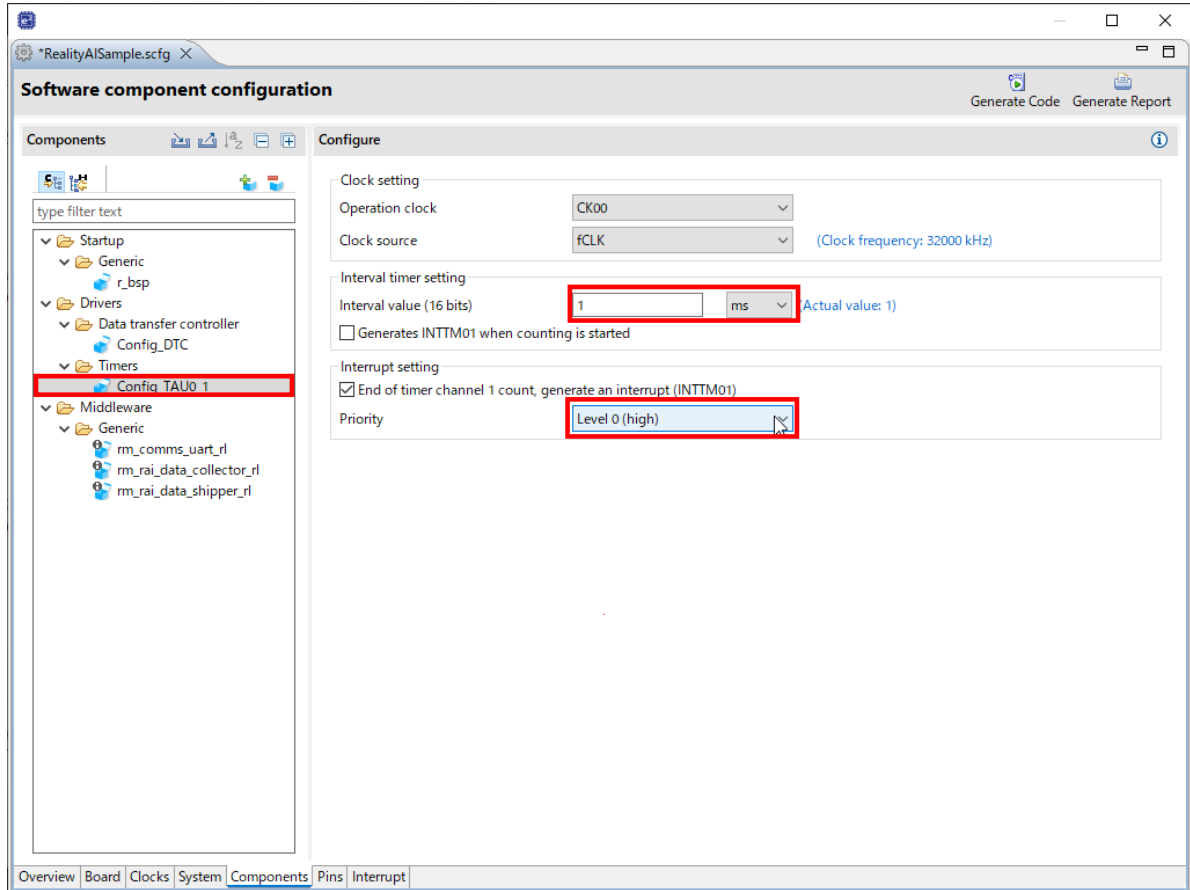 *RealityAISample.scfg
Software component configuration
Generate Code Generate Report
Components
Configure
type filter text
Startup
Generic
r_bsp
Drivers
Data transfer controller
Config_DTC
Timers
Config_TAU0_1
Middleware
Generic
rm_comms_uart_rl
rm_rai_data_collector_rl
rm_rai_data_shipper_rl
Clock setting
Operation clock CK00
Clock source fCLK (Clock frequency: 32000 kHz)
Interval timer setting
Interval value (16 bits) 1 ms (Actual value: 1)
Generates INTTM01 when counting is started
Interrupt setting
End of timer channel 1 count, generate an interrupt (INTTM01)
Priority Level 0 (high)
Overview Board Clocks System Components Pins Interrupt